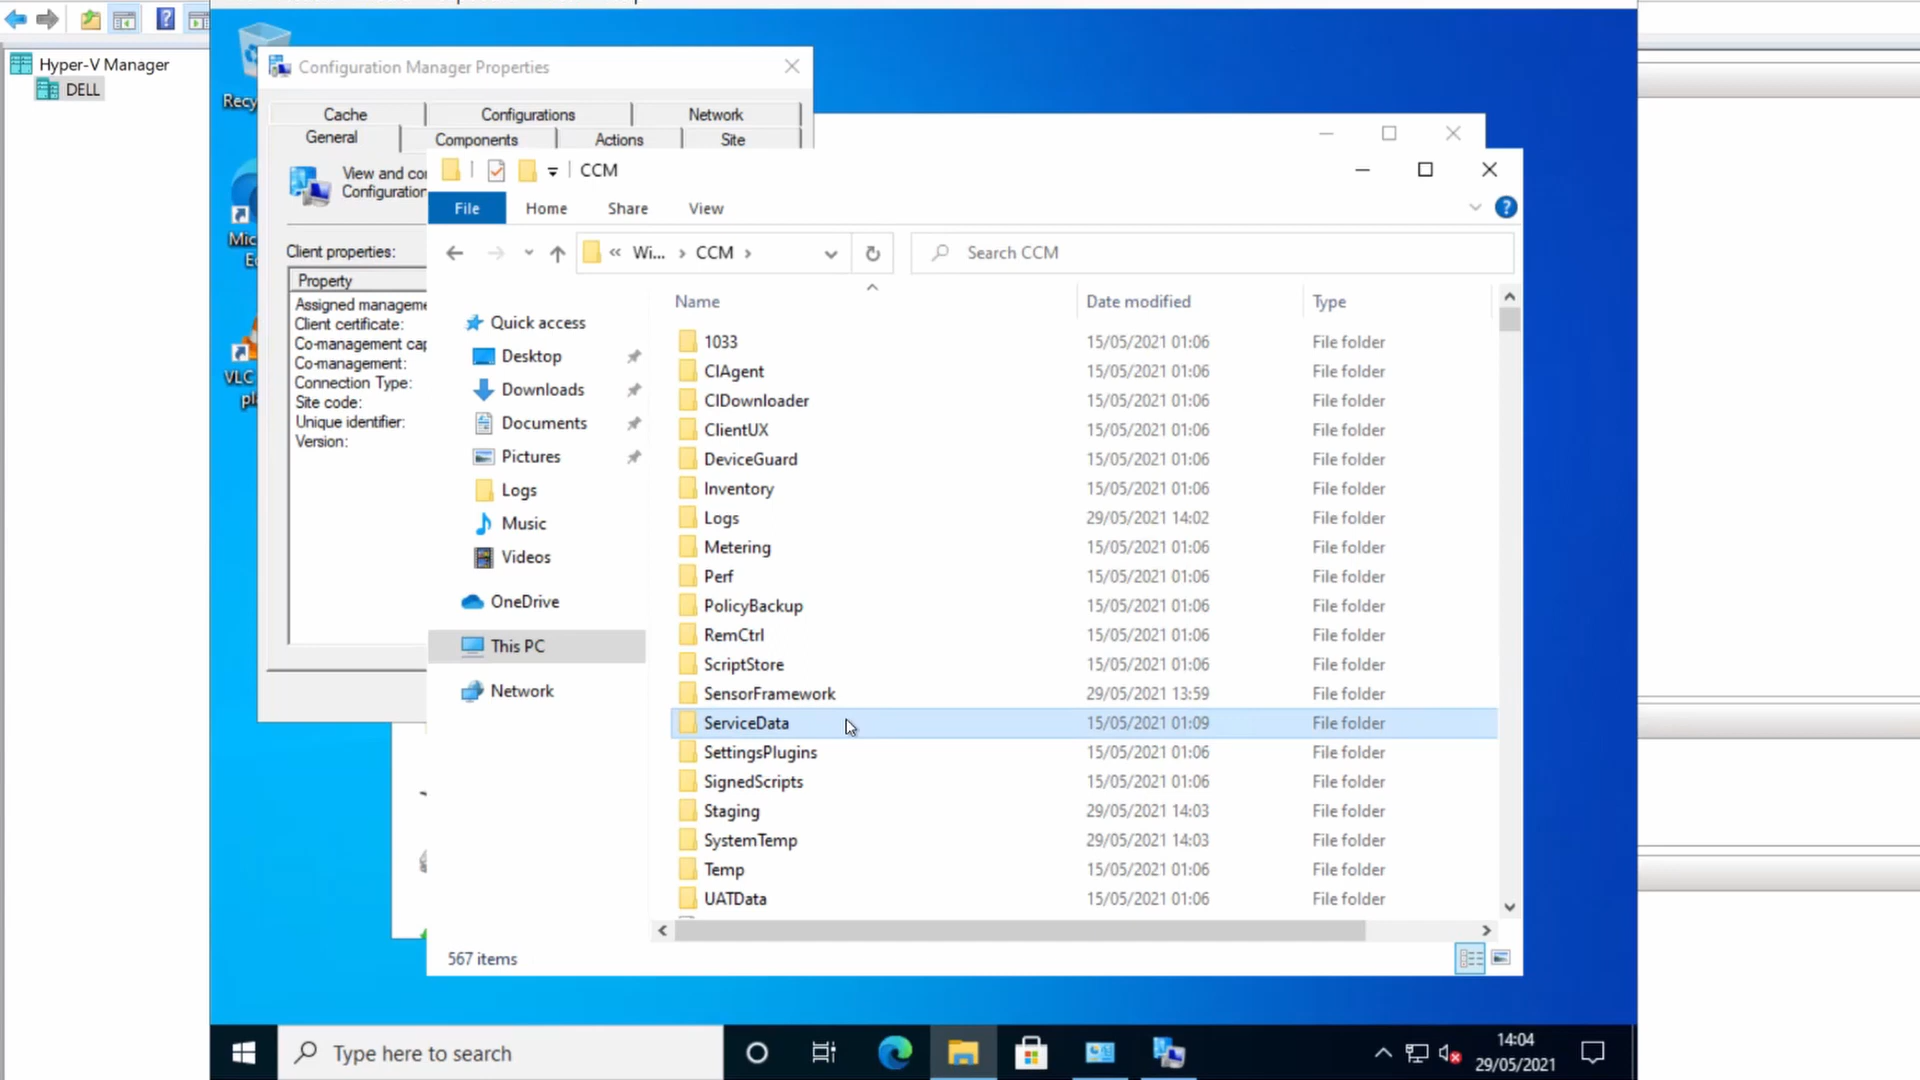 Hyper-V Manager
DELL
Recy
Mic
E
VLC
pl
Configuration Manager Properties
Cache
Configurations
Network
General
Components
Actions
Site
View and co
Configuration
Client properties:
Property
Assigned manageme
Client certificate:
Co-management cap
Co-management:
Connection Type:
Site code:
Unique identifier:
Version:
CCM
File
Home
Share
View
« Wi... > CCM >
Search CCM
Quick access
Desktop
Downloads
Documents
Pictures
Logs
Music
Videos
OneDrive
This PC
Network
Name Date modified Type
1033 15/05/2021 01:06 File folder
CIAgent 15/05/2021 01:06 File folder
CIDownloader 15/05/2021 01:06 File folder
ClientUX 15/05/2021 01:06 File folder
DeviceGuard 15/05/2021 01:06 File folder
Inventory 15/05/2021 01:06 File folder
Logs 29/05/2021 14:02 File folder
Metering 15/05/2021 01:06 File folder
Perf 15/05/2021 01:06 File folder
PolicyBackup 15/05/2021 01:06 File folder
RemCtrl 15/05/2021 01:06 File folder
ScriptStore 15/05/2021 01:06 File folder
SensorFramework 29/05/2021 13:59 File folder
ServiceData 15/05/2021 01:09 File folder
SettingsPlugins 15/05/2021 01:06 File folder
SignedScripts 15/05/2021 01:06 File folder
Staging 29/05/2021 14:03 File folder
SystemTemp 29/05/2021 14:03 File folder
Temp 15/05/2021 01:06 File folder
UATData 15/05/2021 01:06 File folder
567 items
Type here to search
14:04
29/05/2021